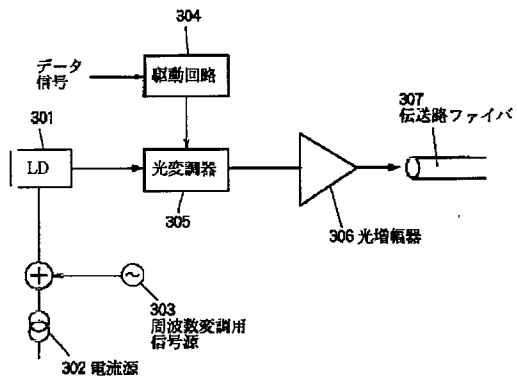 304
駆動回路
データ
信号
301
LD
光変調器
305
307
伝送路ファイバ
306 光増幅器
+
~
303
周波数変調用
信号源
302 電流源